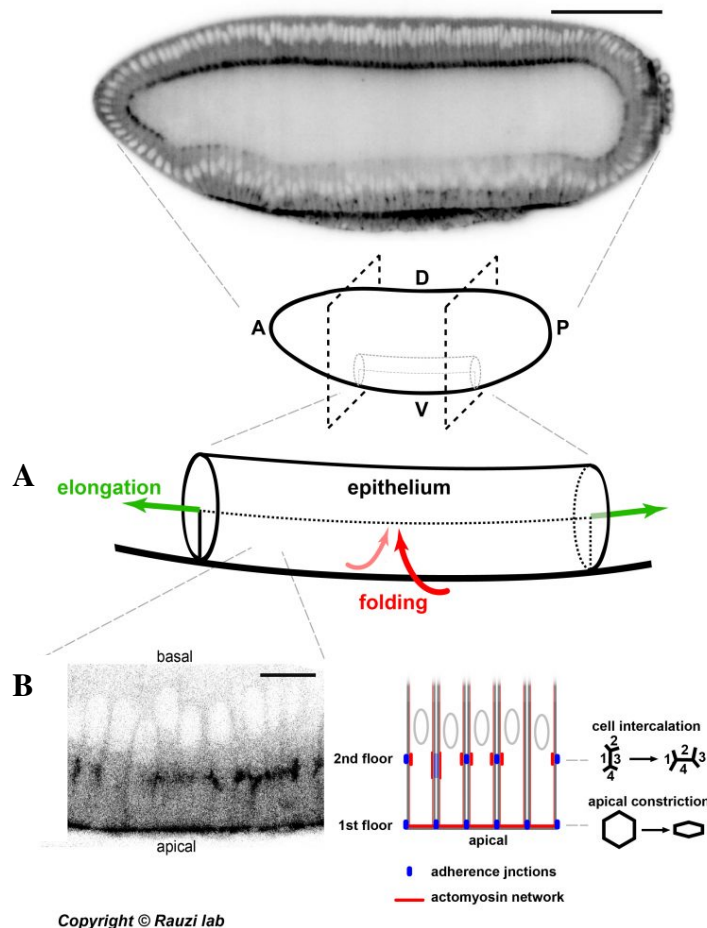 D
A
P
V
A
elongation
epithelium
folding
B
basal
cell intercalation
2
1 3
4
2
1 3
4
2nd floor
apical constriction
1st floor
apical
apical
adherence jnctions
actomyosin network
Copyright © Rauzi lab